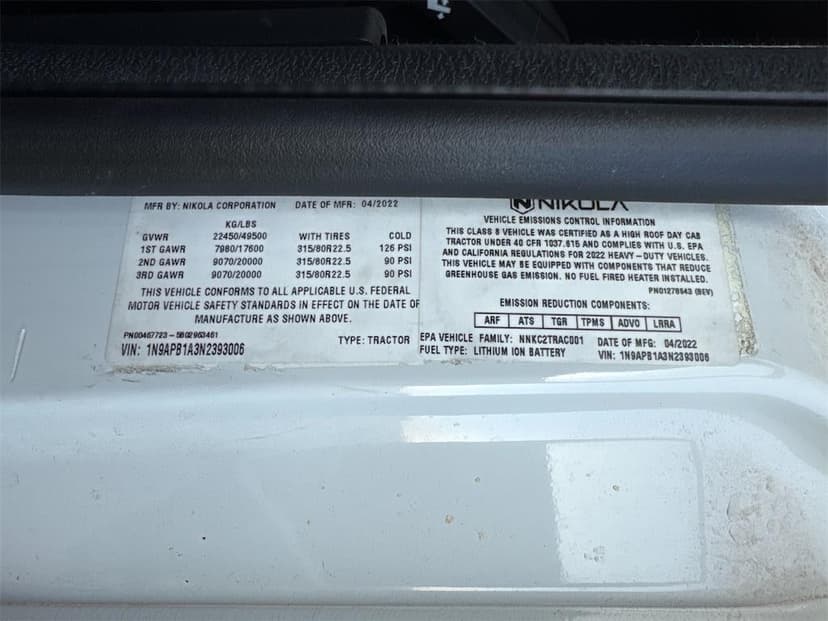 MFR BY: NIKOLA CORPORATION DATE OF MFR: 04/2022
KG/LBS
GVWR 22450/49500 WITH TIRES COLD
1ST GAWR 7980/17600 315/80R22.5 126 PSI
2ND GAWR 9070/20000 315/80R22.5 90 PSI
3RD GAWR 9070/20000 315/80R22.5 90 PSI
THIS VEHICLE CONFORMS TO ALL APPLICABLE U.S. FEDERAL
MOTOR VEHICLE SAFETY STANDARDS IN EFFECT ON THE DATE OF
MANUFACTURE AS SHOWN ABOVE.
PN00467723-5802953461
VIN: 1N9APB1A3N2393006 TYPE: TRACTOR
NIKOLA
VEHICLE EMISSIONS CONTROL INFORMATION
THIS CLASS 8 VEHICLE WAS CERTIFIED AS A HIGH ROOF DAY CAB
TRACTOR UNDER 40 CFR 1037.615 AND COMPLIES WITH U.S. EPA
AND CALIFORNIA REGULATIONS FOR 2022 HEAVY-DUTY VEHICLES.
THIS VEHICLE MAY BE EQUIPPED WITH COMPONENTS THAT REDUCE
GREENHOUSE GAS EMISSION. NO FUEL FIRED HEATER INSTALLED.
PN01278643 (BEV)
EMISSION REDUCTION COMPONENTS:
ARF ATS TGR TPMS ADVO LRRA
EPA VEHICLE FAMILY: NNKC2TRAC001 DATE OF MFG: 04/2022
FUEL TYPE: LITHIUM ION BATTERY VIN: 1N9APB1A3N2393006